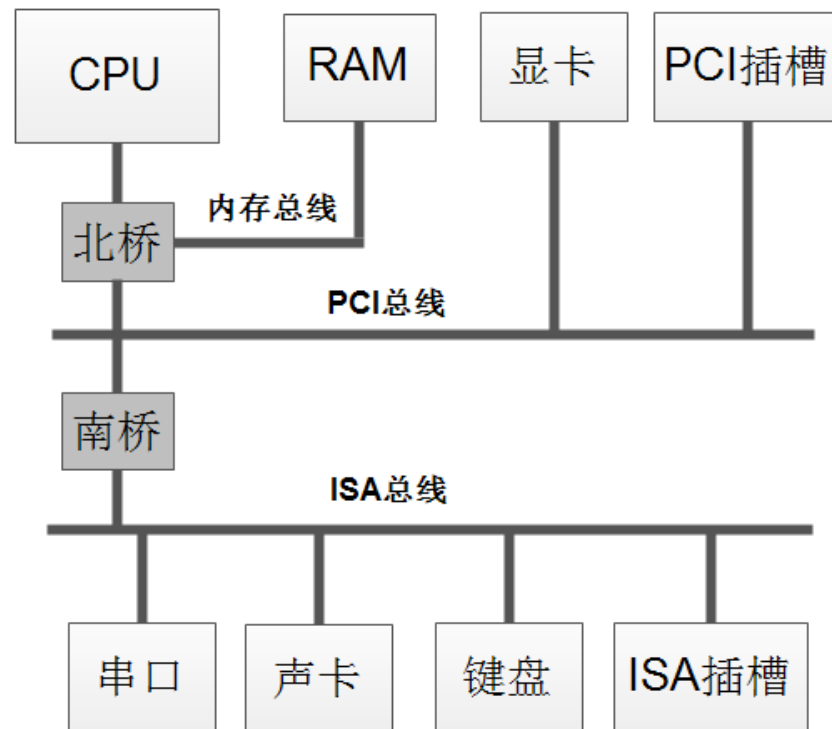 CPU
RAM
显卡
PCI插槽
内存总线
北桥
PCI总线
南桥
ISA总线
串口
声卡
键盘
ISA插槽